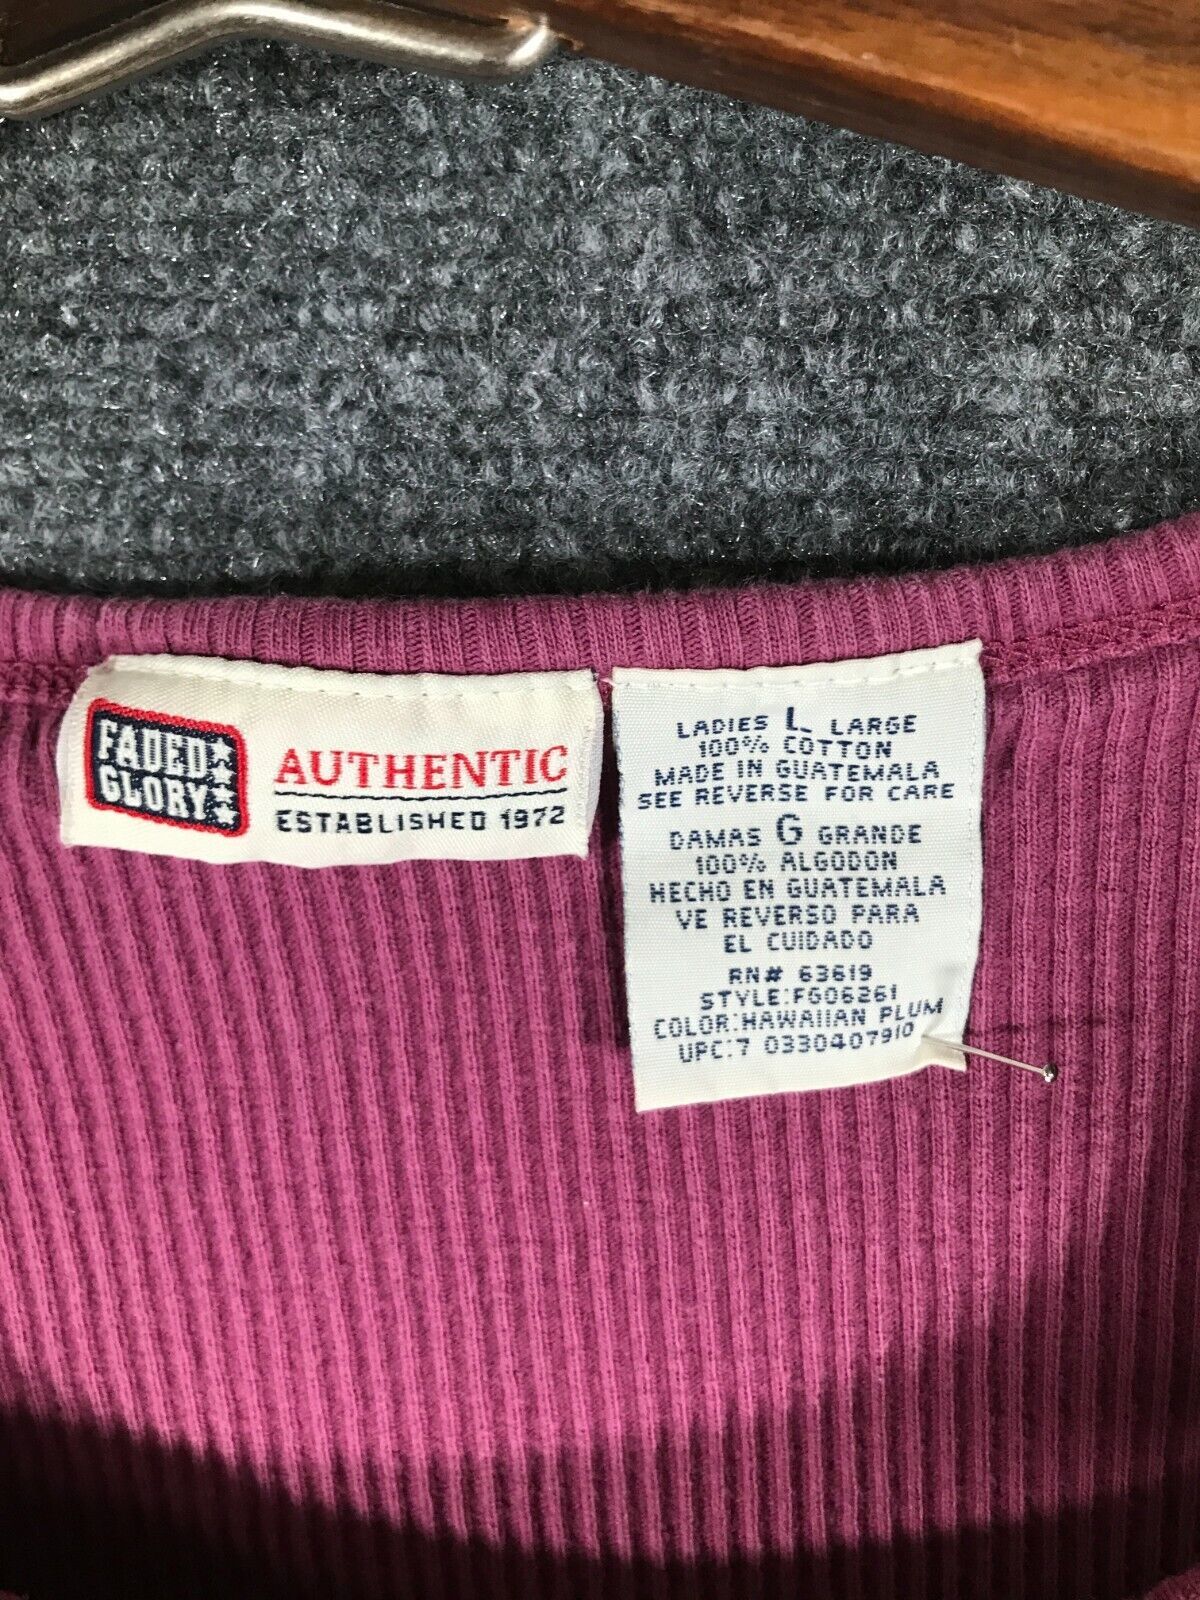 FADED
GLORY
AUTHENTIC
ESTABLISHED 1972
LADIES L LARGE
100% COTTON
MADE IN GUATEMALA
SEE REVERSE FOR CARE
DAMAS G GRANDE
100% ALGODON
HECHO EN GUATEMALA
VE REVERSO PARA
EL CUIDADO
RN# 63619
STYLE:FG06261
COLOR:HAWAIIAN PLUM
UPC:7 0330407910